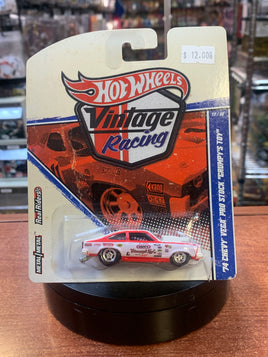 $ 12.00
HOT WHEELS
Vintage
Racing
'74 CHEVY VEGA PRO STOCK "GRUMPY'S TOY"
Real Riders
METAL/METAL